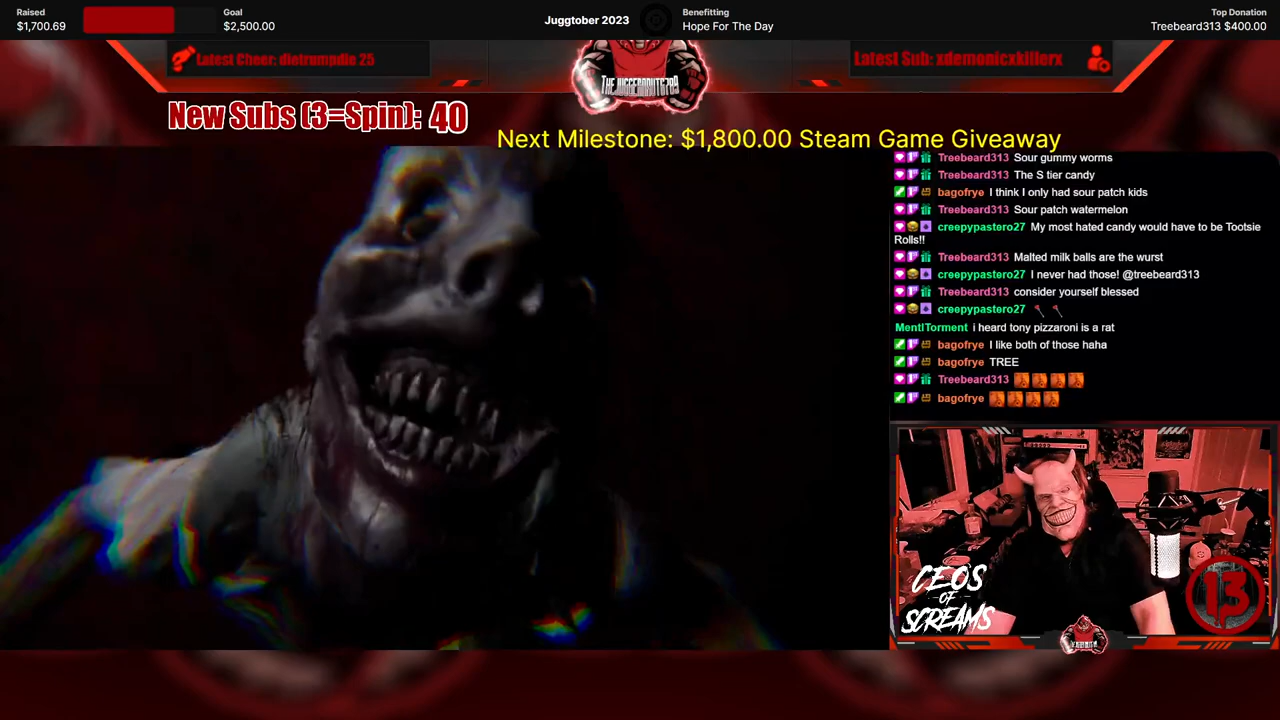 Raised
$1,700.69
Goal
$2,500.00
Juggtober 2023
Benefitting
Hope For The Day
Top Donation
Treebeard313 $400.00
Latest Cheer: dietrumpdie 25
THEJUGGERNAUT6789
Latest Sub: xdemonicxkillerx
New Subs (3=Spin): 40
Next Milestone: $1,800.00 Steam Game Giveaway
Treebeard313 Sour gummy worms
Treebeard313 The S tier candy
bagofrye I think I only had sour patch kids
Treebeard313 Sour patch watermelon
creepypastero27 My most hated candy would have to be Tootsie
Rolls!!
Treebeard313 Malted milk balls are the wurst
creepypastero27 I never had those! @treebeard313
Treebeard313 consider yourself blessed
creepypastero27
MentlTorment i heard tony pizzaroni is a rat
bagofrye I like both of those haha
bagofrye TREE
Treebeard313
bagofrye
CEOS
OF
SCREAMS
13